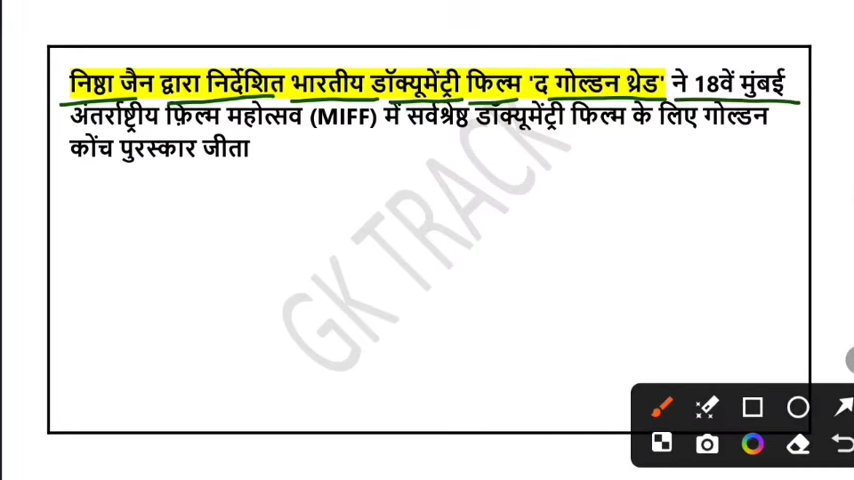 निष्ठा जैन द्वारा निर्देशित भारतीय डॉक्यूमेंट्री फिल्म 'द गोल्डन थ्रेड' ने 18वें मुंबई
अंतर्राष्ट्रीय फ़िल्म महोत्सव (MIFF) में सर्वश्रेष्ठ डॉक्यूमेंट्री फिल्म के लिए गोल्डन
कोंच पुरस्कार जीता
GK TRACK